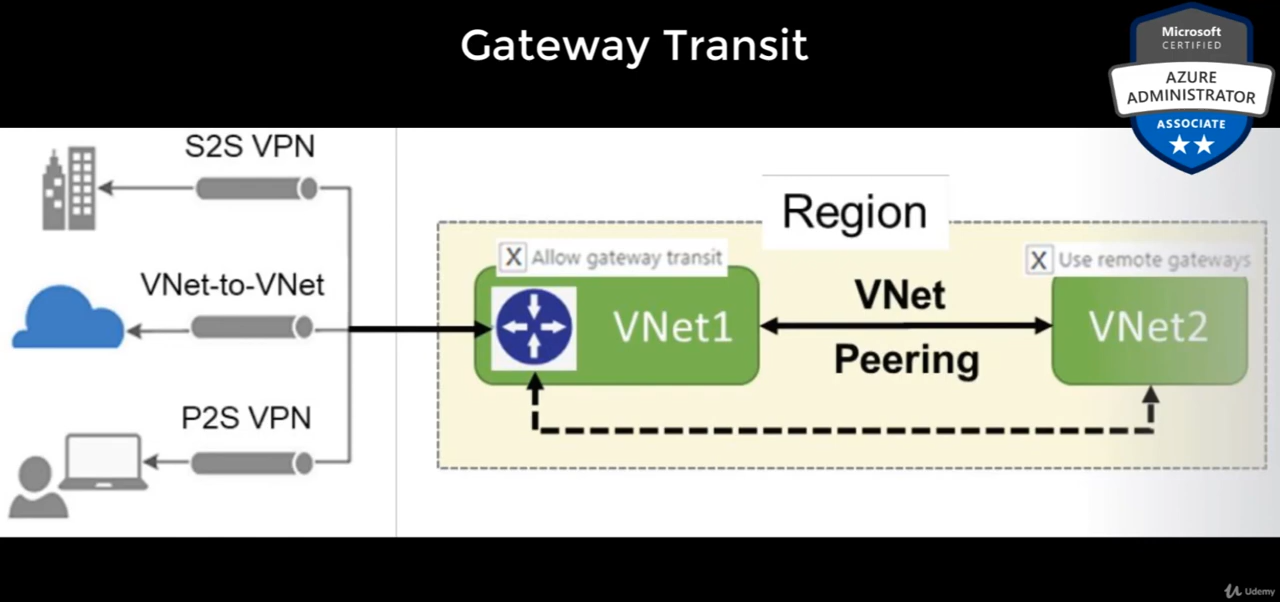 Gateway Transit
Microsoft
CERTIFIED
AZURE
ADMINISTRATOR
ASSOCIATE
S2S VPN
VNet-to-VNet
P2S VPN
Region
X Allow gateway transit
X Use remote gateways
VNet1
VNet
Peering
VNet2
Udemy